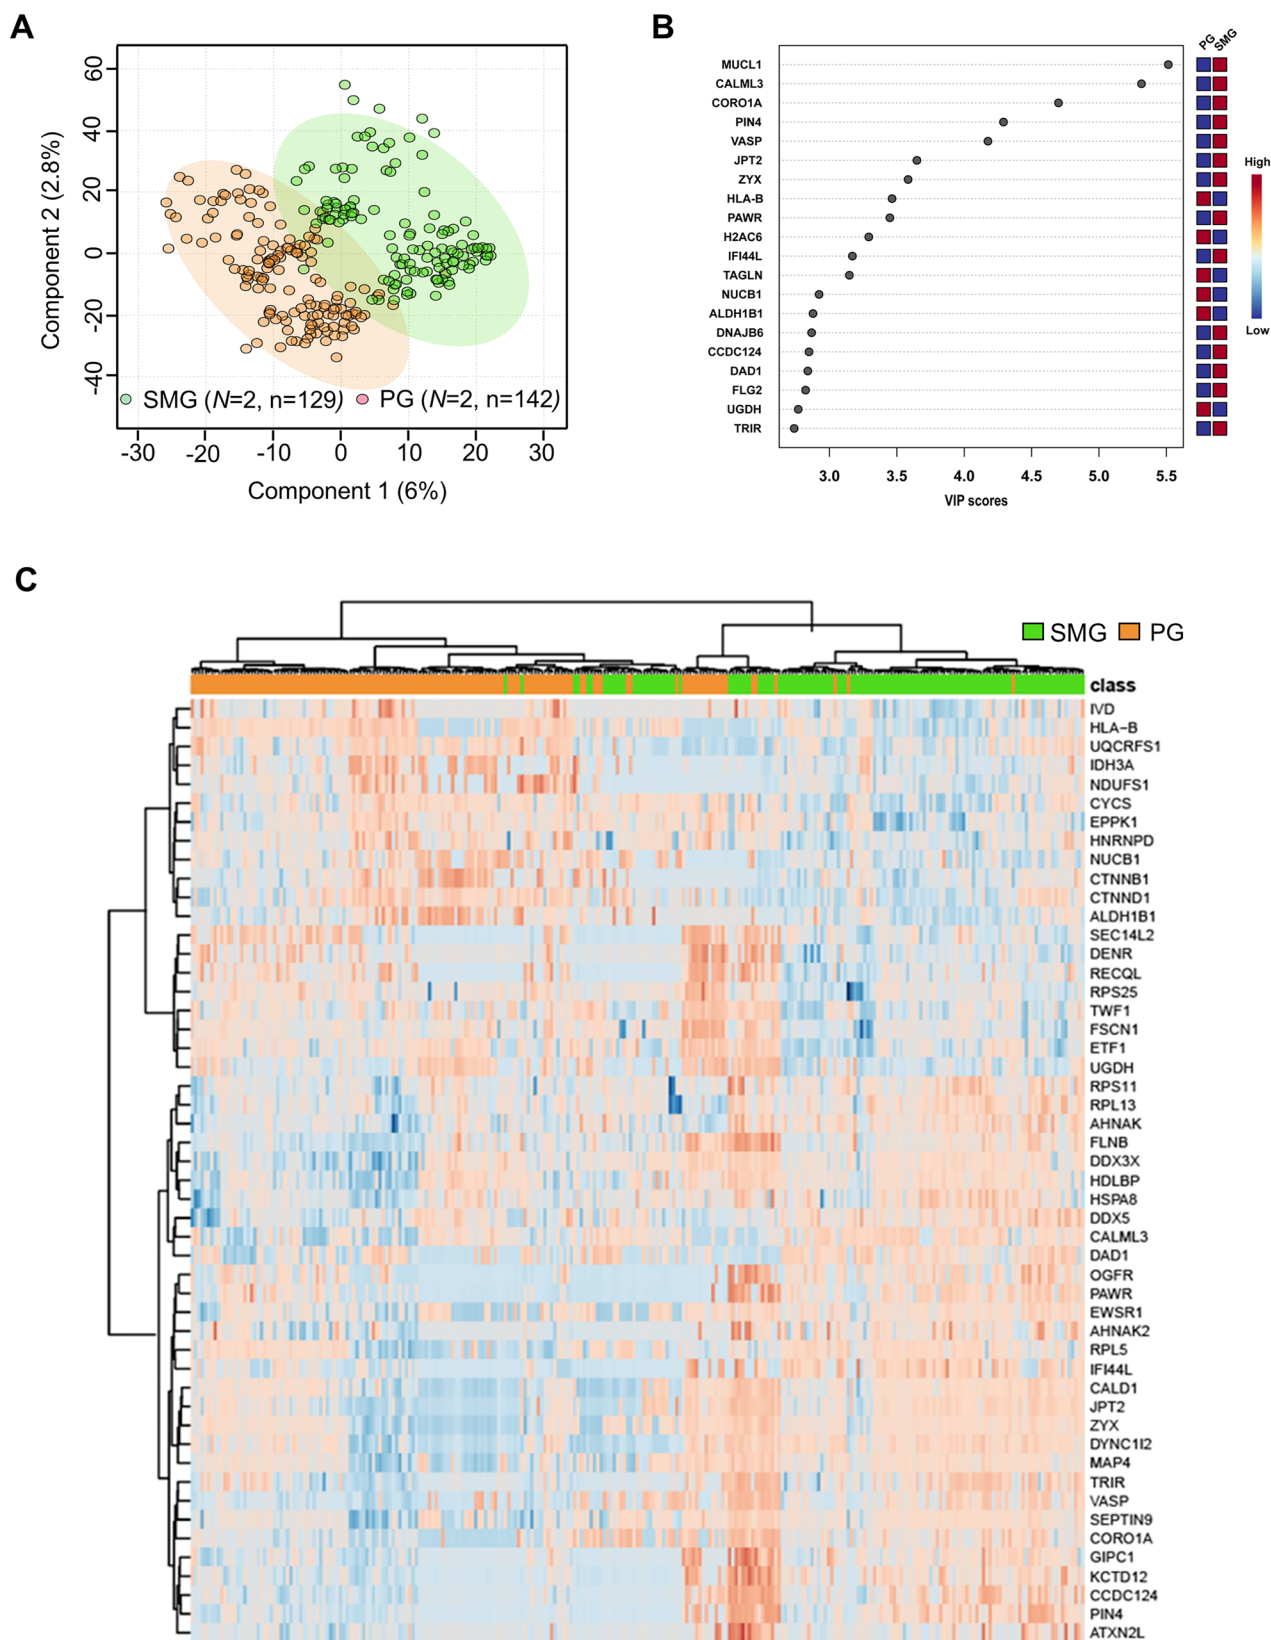 A
Component 2 (2.8%)
60
40
20
0
-20
-40
SMG (N=2, n=129) PG (N=2, n=142)
-30 -20 -10 0 10 20 30
Component 1 (6%)
B
PG SMG
MUCL1
CALML3
CORO1A
PIN4
VASP
JPT2
ZYX
HLA-B
PAWR
H2AC6
IFI44L
TAGLN
NUCB1
ALDH1B1
DNAJB6
CCDC124
DAD1
FLG2
UGDH
TRIR
3.0 3.5 4.0 4.5 5.0 5.5
VIP scores
High
Low
C
SMG PG
class
IVD
HLA-B
UQCRFS1
IDH3A
NDUFS1
CYCS
EPPK1
HNRNPD
NUCB1
CTNNB1
CTNND1
ALDH1B1
SEC14L2
DENR
RECQL
RPS25
TWF1
FSCN1
ETF1
UGDH
RPS11
RPL13
AHNAK
FLNB
DDX3X
HDLBP
HSPA8
DDX5
CALML3
DAD1
OGFR
PAWR
EWSR1
AHNAK2
RPL5
IFI44L
CALD1
JPT2
ZYX
DYNC1I2
MAP4
TRIR
VASP
SEPTIN9
CORO1A
GIPC1
KCTD12
CCDC124
PIN4
ATXN2L